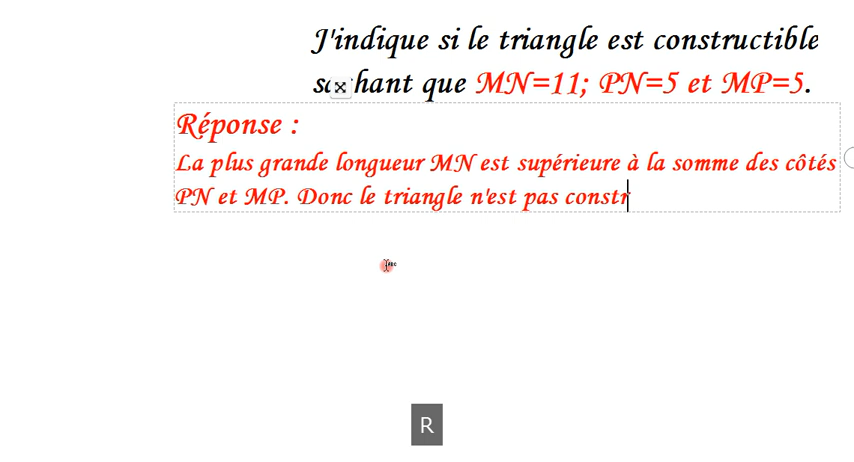 J'indique si le triangle est constructible
sachant que MN=11; PN=5 et MP=5.
Réponse :
La plus grande longueur MN est supérieure à la somme des côtés
PN et MP. Donc le triangle n'est pas constr
R